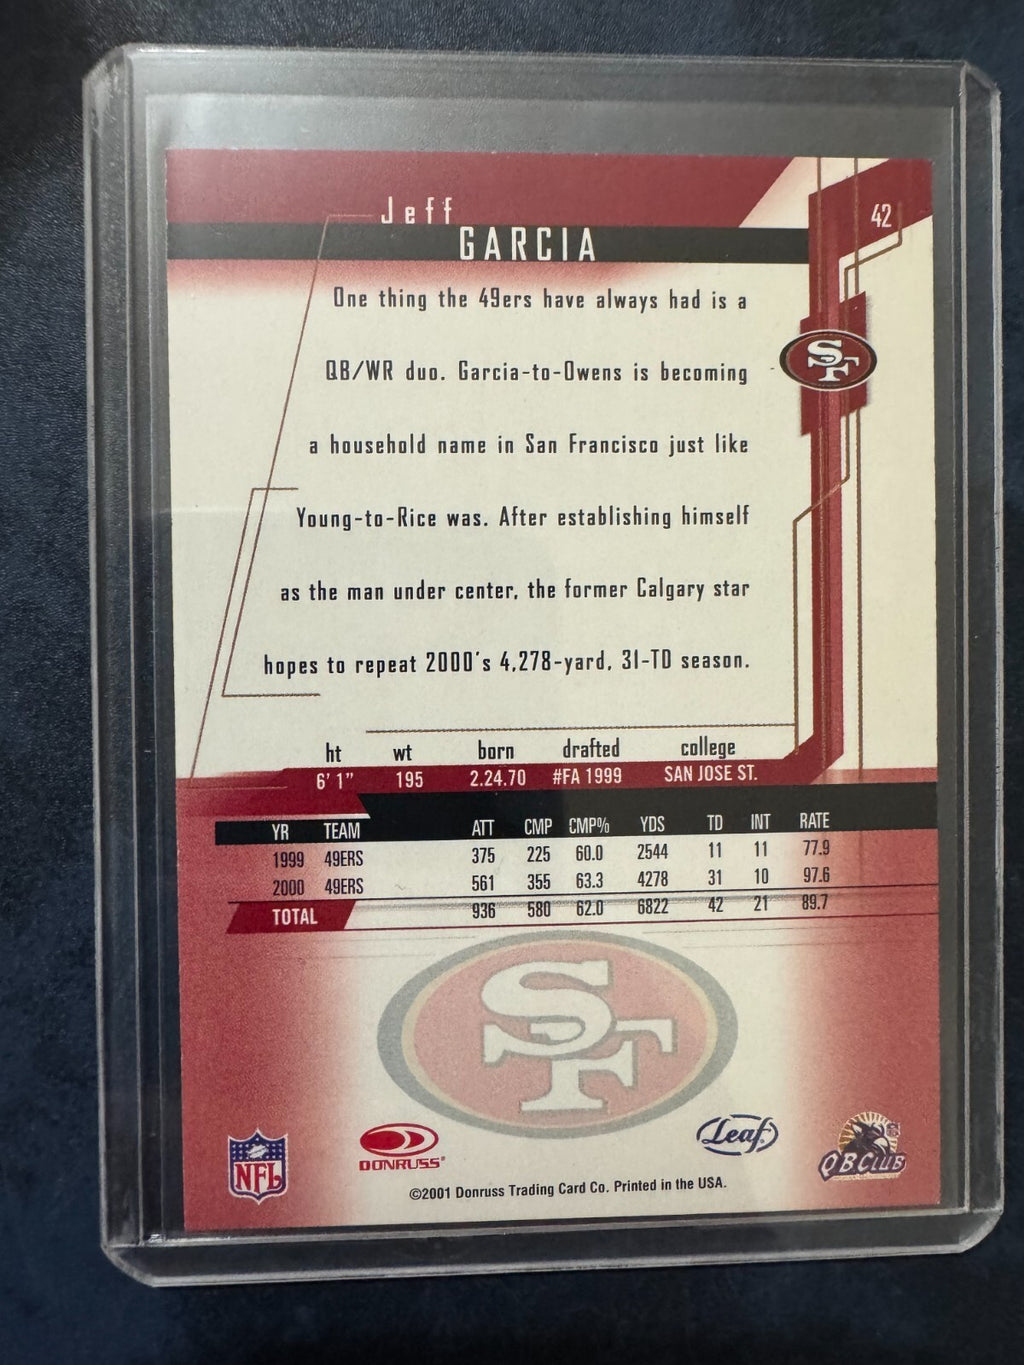 Jeff
GARCIA
42
One thing the 49ers have always had is a
QB/WR duo. Garcia-to-Owens is becoming
a household name in San Francisco just like
Young-to-Rice was. After establishing himself
as the man under center, the former Calgary star
hopes to repeat 2000's 4,278-yard, 31-TD season.
SF
ht wt born drafted college
6' 1" 195 2.24.70 #FA 1999 SAN JOSE ST.
YR TEAM ATT CMP CMP% YDS TD INT RATE
1999 49ERS 375 225 60.0 2544 11 11 77.9
2000 49ERS 561 355 63.3 4278 31 10 97.6
TOTAL 936 580 62.0 6822 42 21 89.7
SF
NFL DONRUSS Leaf QB CLUB
©2001 Donruss Trading Card Co. Printed in the USA.